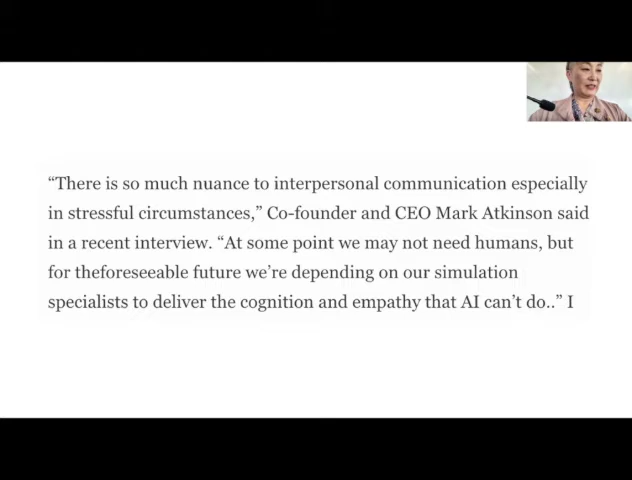 “There is so much nuance to interpersonal communication especially
in stressful circumstances,” Co-founder and CEO Mark Atkinson said
in a recent interview. “At some point we may not need humans, but
for theforeseeable future we’re depending on our simulation
specialists to deliver the cognition and empathy that AI can’t do..” I